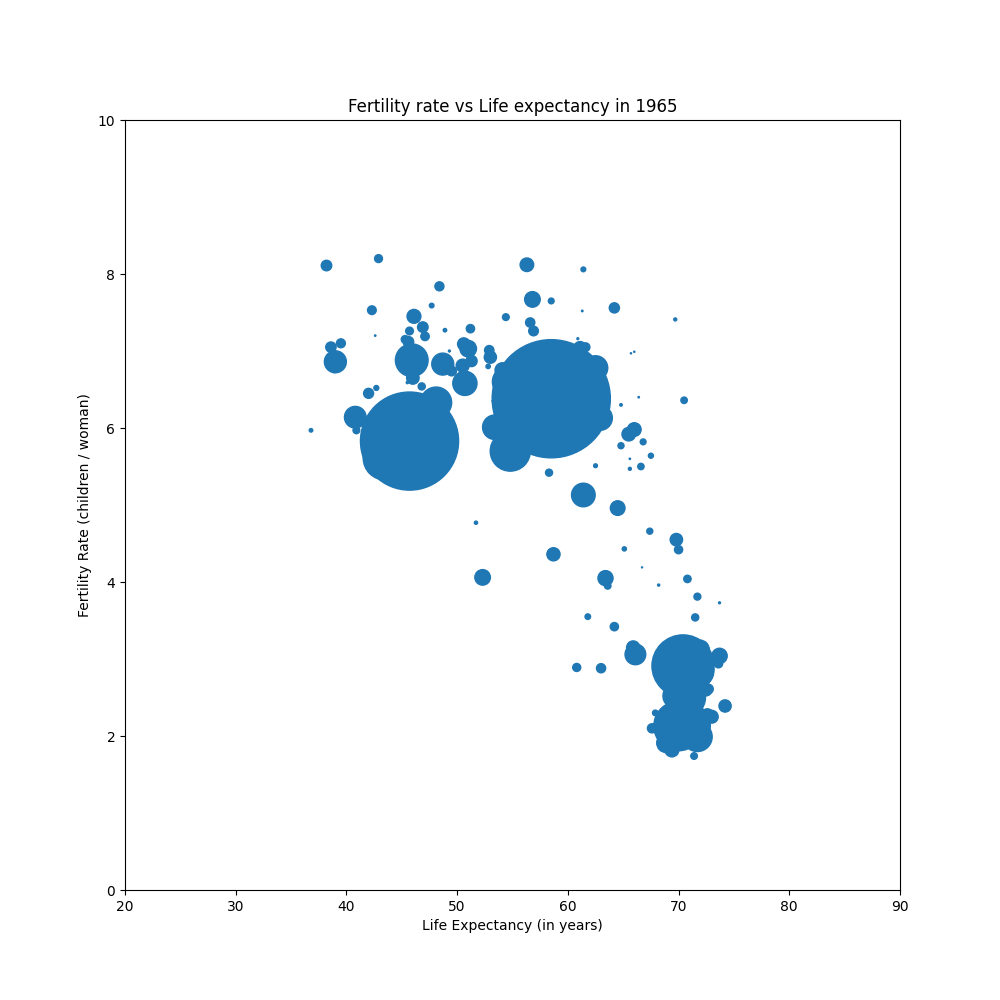 Fertility rate vs Life expectancy in 1965
Fertility Rate (children / woman)
10
8
6
4
2
0
20 30 40 50 60 70 80 90
Life Expectancy (in years)